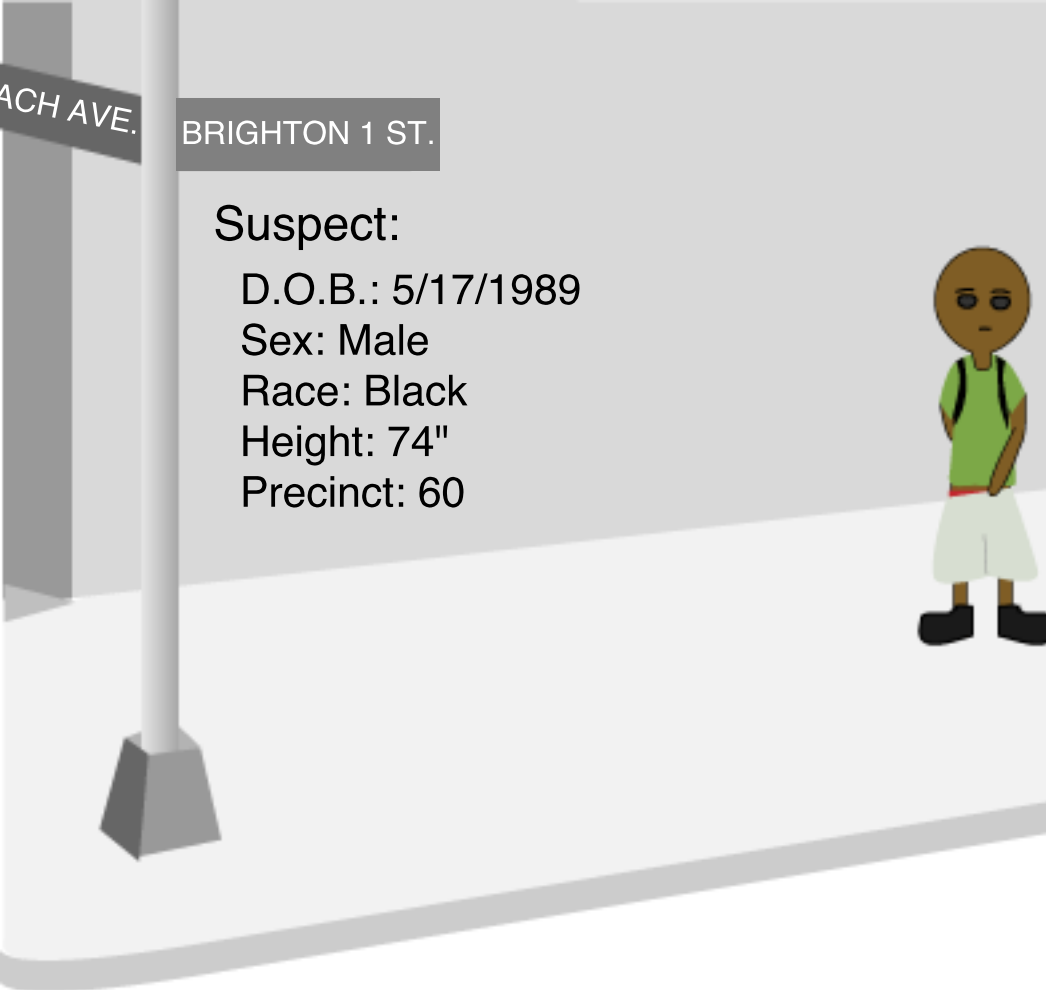 ACH AVE.
BRIGHTON 1 ST.
Suspect:
D.O.B.: 5/17/1989
Sex: Male
Race: Black
Height: 74"
Precinct: 60